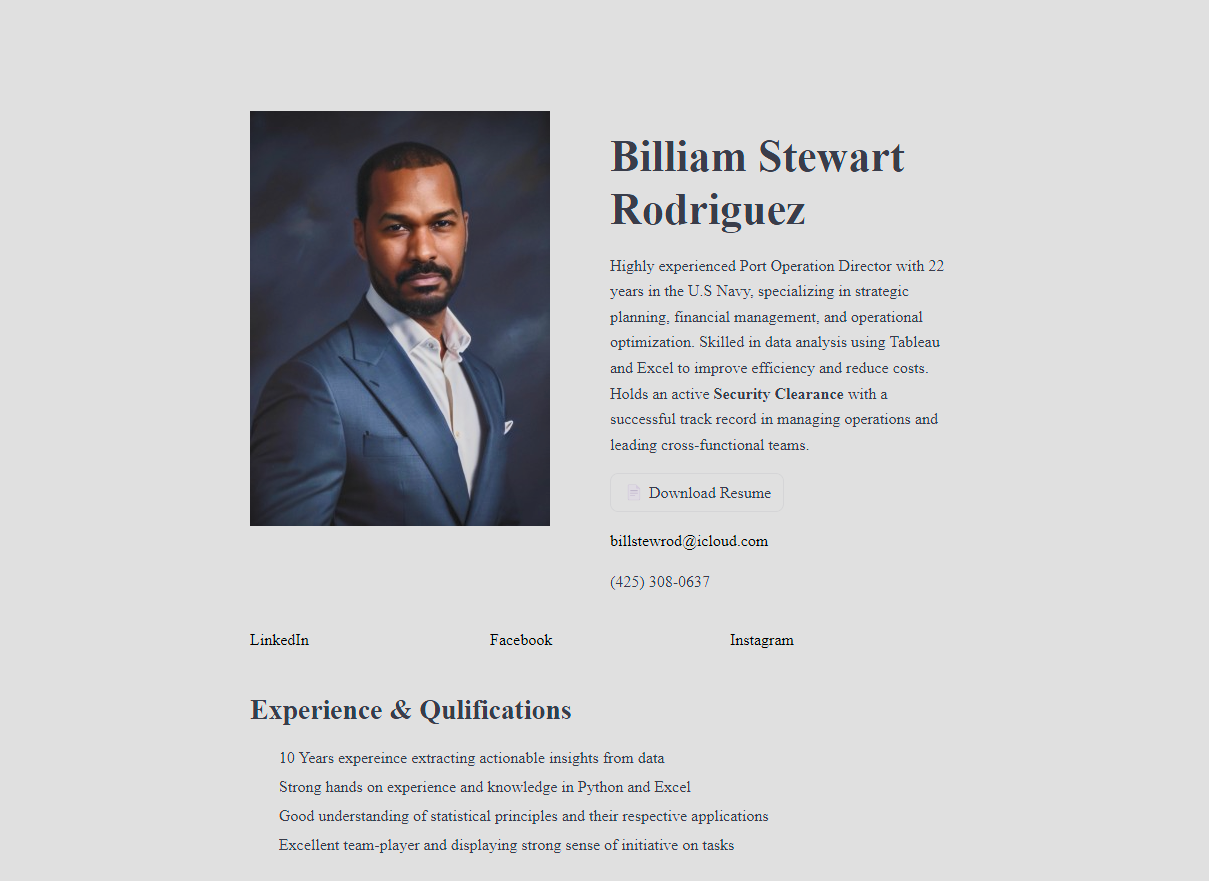 Billiam Stewart
Rodriguez
Highly experienced Port Operation Director with 22
years in the U.S Navy, specializing in strategic
planning, financial management, and operational
optimization. Skilled in data analysis using Tableau
and Excel to improve efficiency and reduce costs.
Holds an active Security Clearance with a
successful track record in managing operations and
leading cross-functional teams.
Download Resume
billstewrod@icloud.com
(425) 308-0637
LinkedIn
Facebook
Instagram
Experience & Qulifications
10 Years expereince extracting actionable insights from data
Strong hands on experience and knowledge in Python and Excel
Good understanding of statistical principles and their respective applications
Excellent team-player and displaying strong sense of initiative on tasks